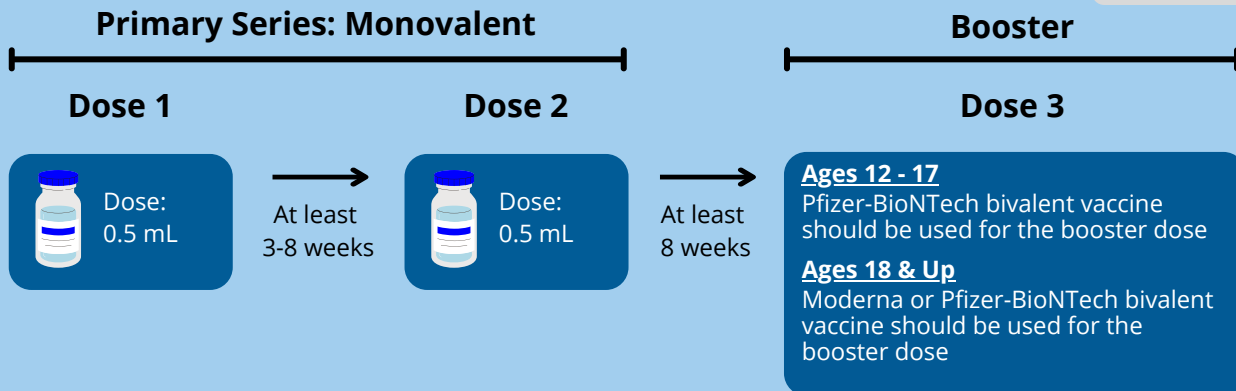 Primary Series: Monovalent
Booster
Dose 1
Dose 2
Dose 3
Dose:
0.5 mL
At least
3-8 weeks
Dose:
0.5 mL
At least
8 weeks
Ages 12 - 17
Pfizer-BioNTech bivalent vaccine
should be used for the booster dose
Ages 18 & Up
Moderna or Pfizer-BioNTech bivalent
vaccine should be used for the
booster dose